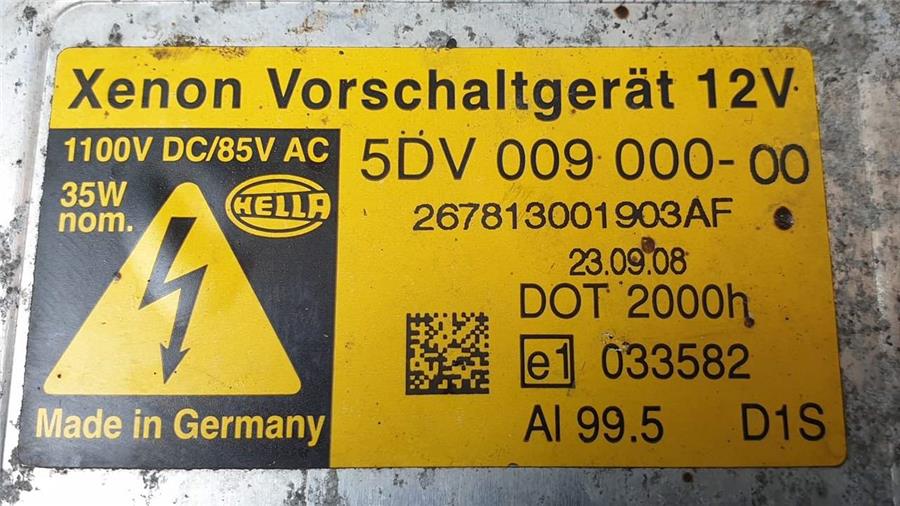 Xenon Vorschaltgerät 12V
1100V DC/85V AC
35W
nom.
HELLA
5DV 009 000-00
267813001903AF
23.09.08
DOT 2000h
e1 033582
Made in Germany
Al 99.5 D1S